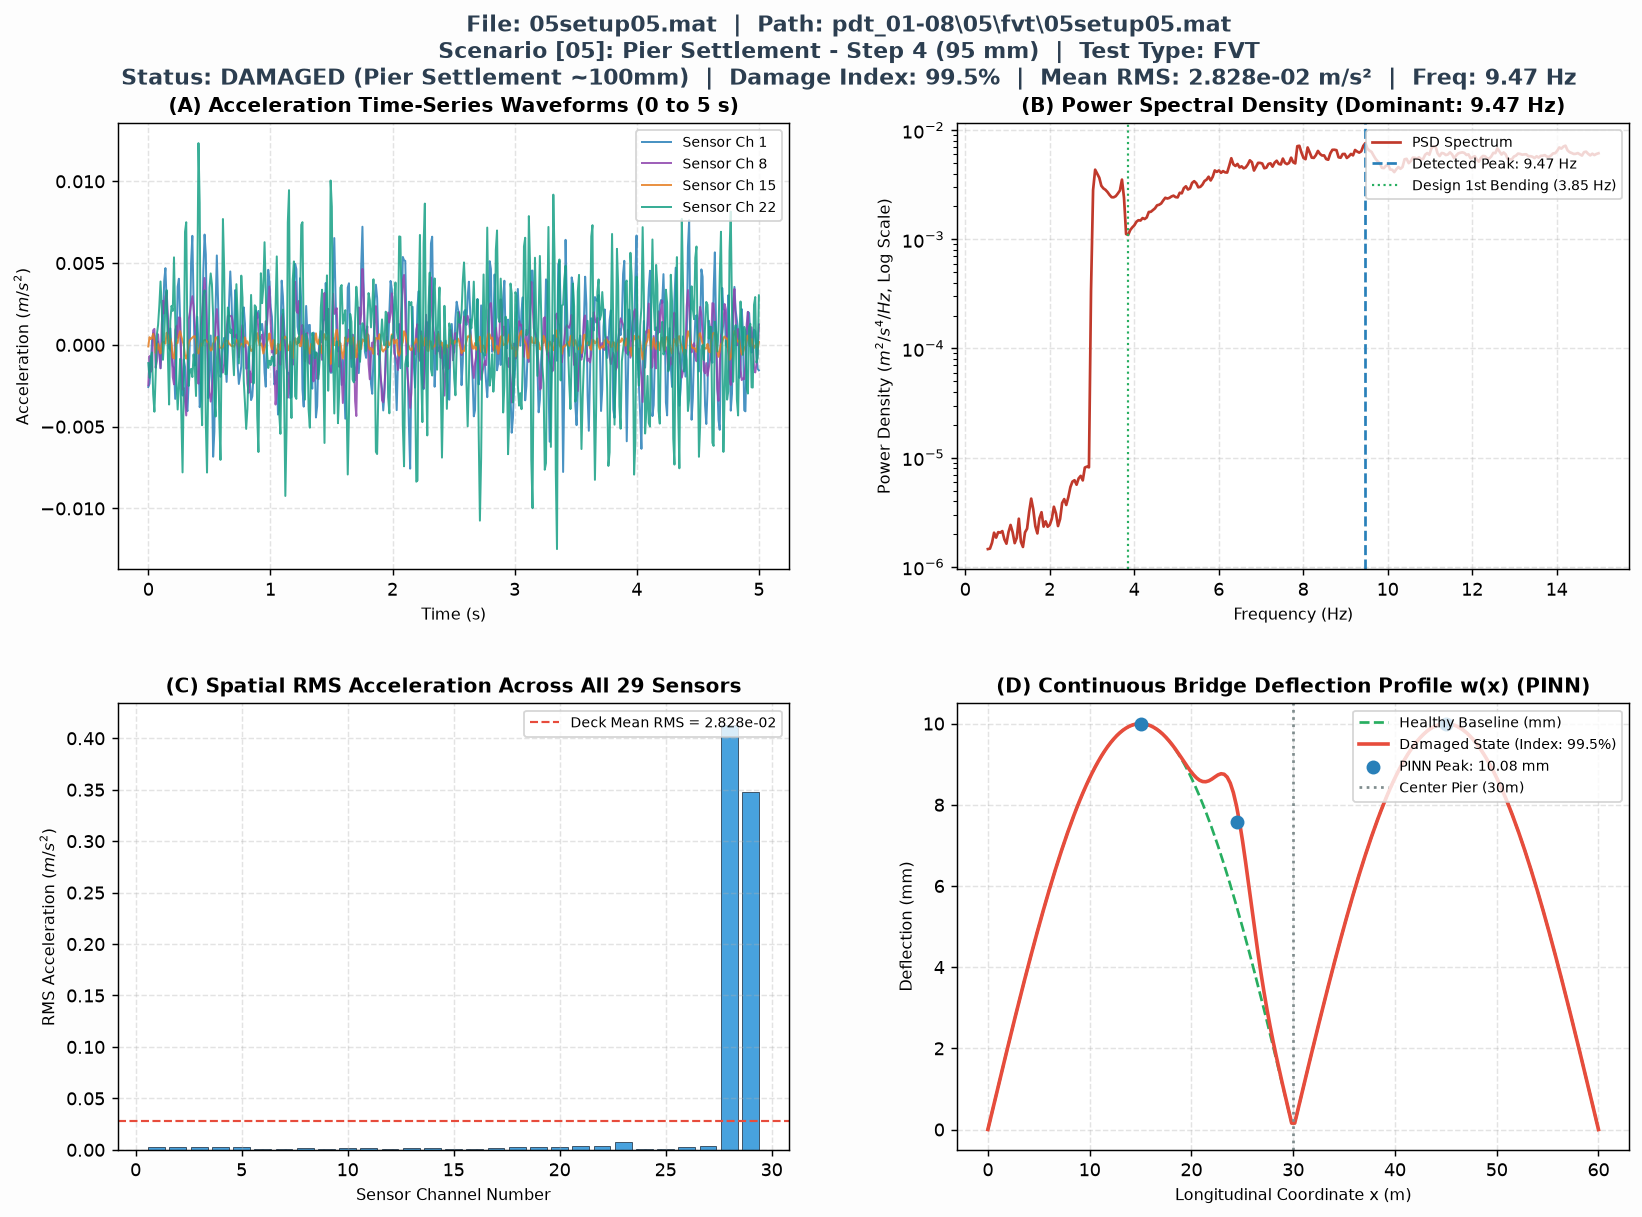 File: 05setup05.mat  |  Path: pdt_01-08\05\fvt\05setup05.mat
Scenario [05]: Pier Settlement - Step 4 (95 mm)  |  Test Type: FVT
Status: DAMAGED (Pier Settlement ~100mm)  |  Damage Index: 99.5%  |  Mean RMS: 2.828e-02 m/s²  |  Freq: 9.47 Hz
(A) Acceleration Time-Series Waveforms (0 to 5 s)
Sensor Ch 1
Sensor Ch 8
Sensor Ch 15
Sensor Ch 22
0.010
0.005
0.000
−0.005
−0.010
Acceleration (m/s²)
0 1 2 3 4 5
Time (s)
(B) Power Spectral Density (Dominant: 9.47 Hz)
PSD Spectrum
Detected Peak: 9.47 Hz
Design 1st Bending (3.85 Hz)
10⁻²
10⁻³
10⁻⁴
10⁻⁵
10⁻⁶
Power Density (m²/s⁴/Hz, Log Scale)
0 2 4 6 8 10 12 14
Frequency (Hz)
(C) Spatial RMS Acceleration Across All 29 Sensors
Deck Mean RMS = 2.828e-02
0.40
0.35
0.30
0.25
0.20
0.15
0.10
0.05
0.00
RMS Acceleration (m/s²)
0 5 10 15 20 25 30
Sensor Channel Number
(D) Continuous Bridge Deflection Profile w(x) (PINN)
Healthy Baseline (mm)
Damaged State (Index: 99.5%)
PINN Peak: 10.08 mm
Center Pier (30m)
10
8
6
4
2
0
Deflection (mm)
0 10 20 30 40 50 60
Longitudinal Coordinate x (m)